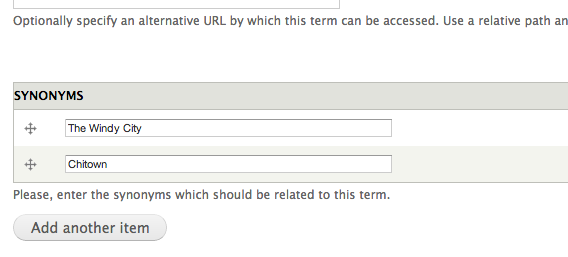 Optionally specify an alternative URL by which this term can be accessed. Use a relative path an
SYNONYMS
The Windy City
Chitown
Please, enter the synonyms which should be related to this term.
Add another item